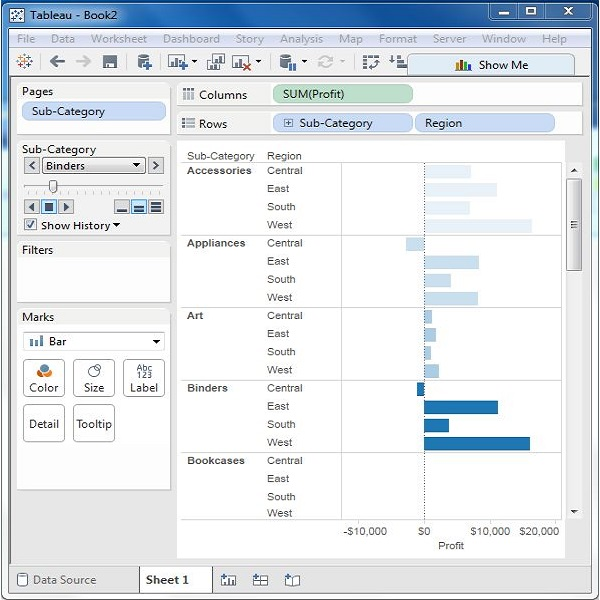 Tableau - Book2
File Data Worksheet Dashboard Story Analysis Map Format Server Window Help
Show Me
Pages
Sub-Category
Columns SUM(Profit)
Rows Sub-Category Region
Sub-Category
Binders
Show History
Filters
Marks
Bar
Color Size Abc 123 Label
Detail Tooltip
Sub-Category Region
Accessories Central
East
South
West
Appliances Central
East
South
West
Art Central
East
South
West
Binders Central
East
South
West
Bookcases Central
East
South
West
-$10,000 $0 $10,000 $20,000
Profit
Data Source Sheet 1